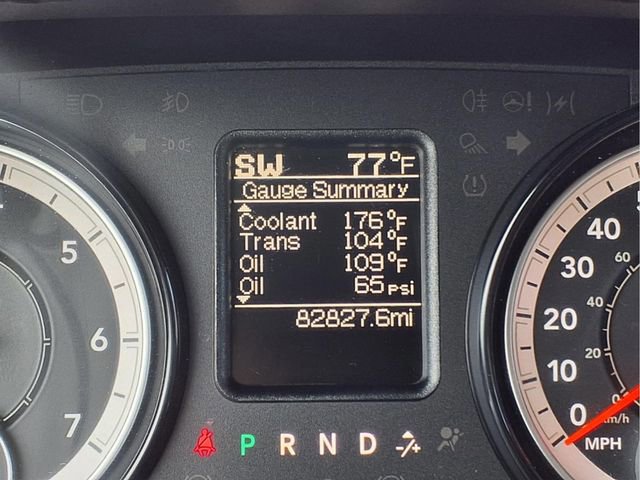 SW 77°F
Gauge Summary
Coolant 176°F
Trans 104°F
Oil 109°F
Oil 65 PSI
82827.6mi
5
6
7
P R N D -/+
40
30
20
10
0
60
40
20
km/h
MPH